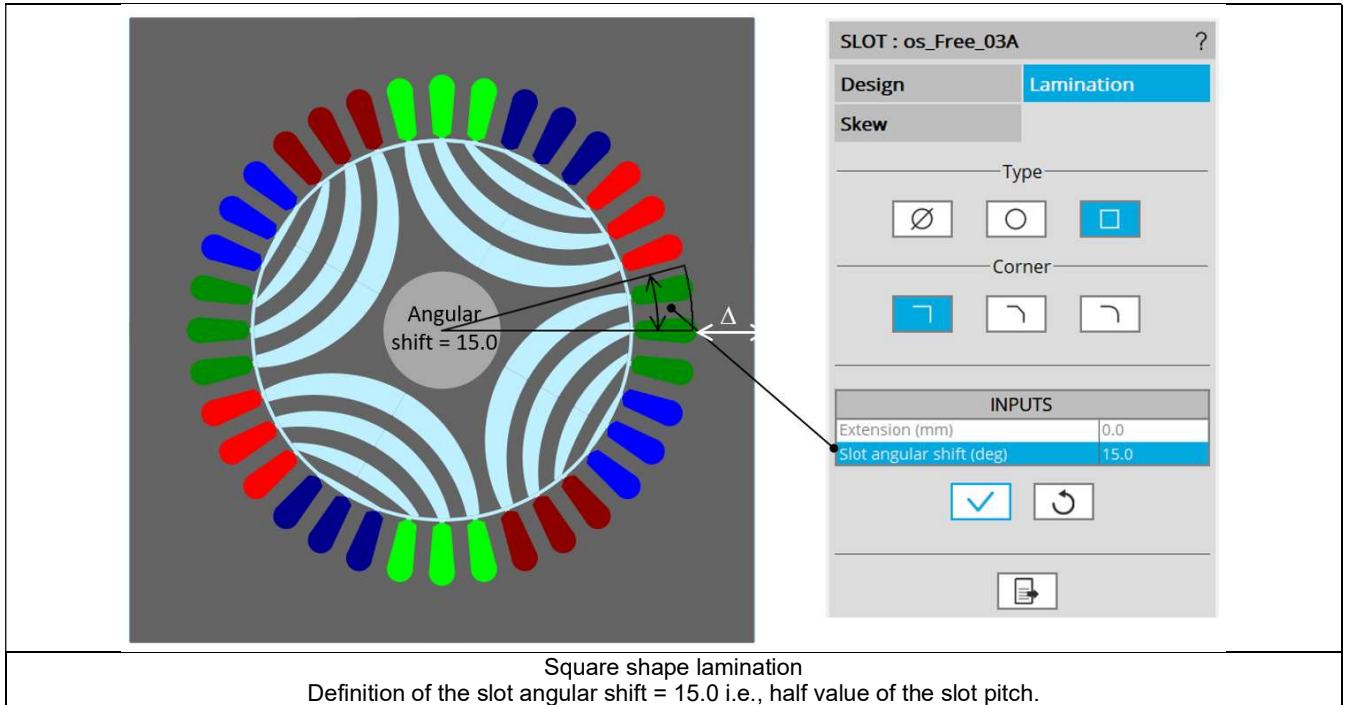 SLOT : os_Free_03A ?
Design Lamination
Skew
Type
Corner
Angular
shift = 15.0
Δ
INPUTS
Extension (mm) 0.0
Slot angular shift (deg) 15.0
Square shape lamination
Definition of the slot angular shift = 15.0 i.e., half value of the slot pitch.